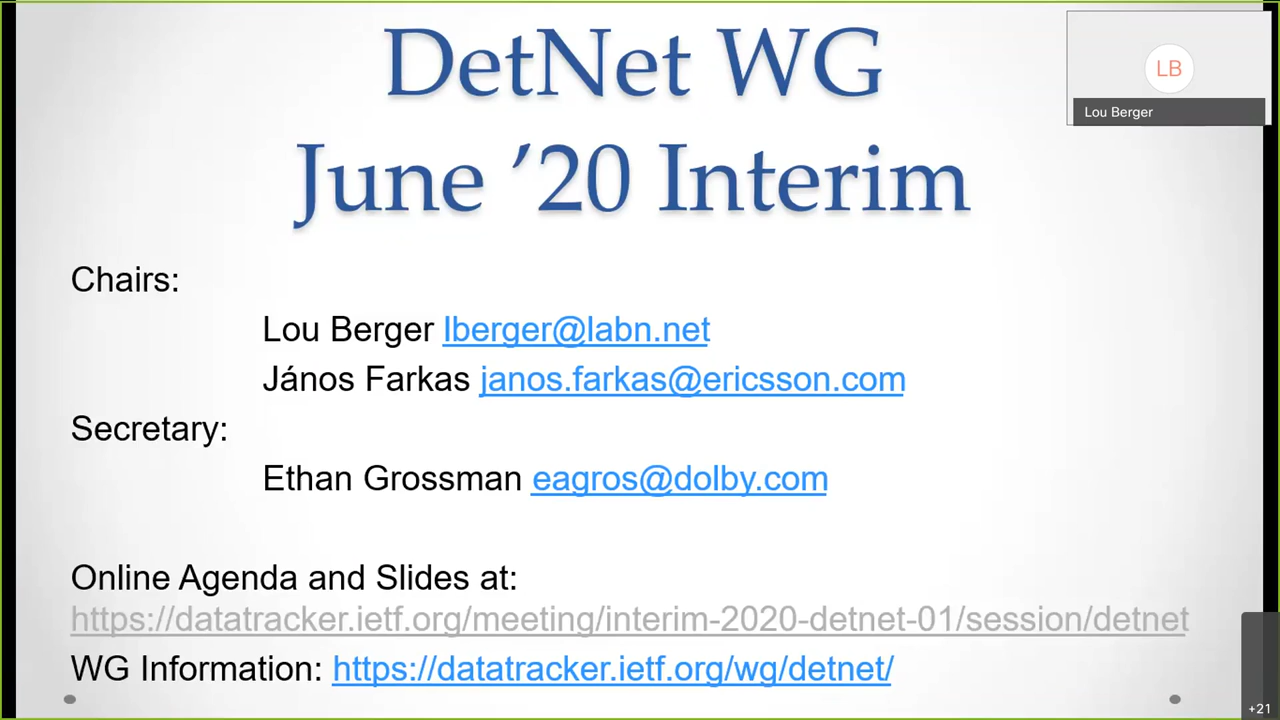 DetNet WG
June ’20 Interim
LB
Lou Berger
Chairs:
Lou Berger lberger@labn.net
János Farkas janos.farkas@ericsson.com
Secretary:
Ethan Grossman eagros@dolby.com
Online Agenda and Slides at:
https://datatracker.ietf.org/meeting/interim-2020-detnet-01/session/detnet
WG Information: https://datatracker.ietf.org/wg/detnet/
+21